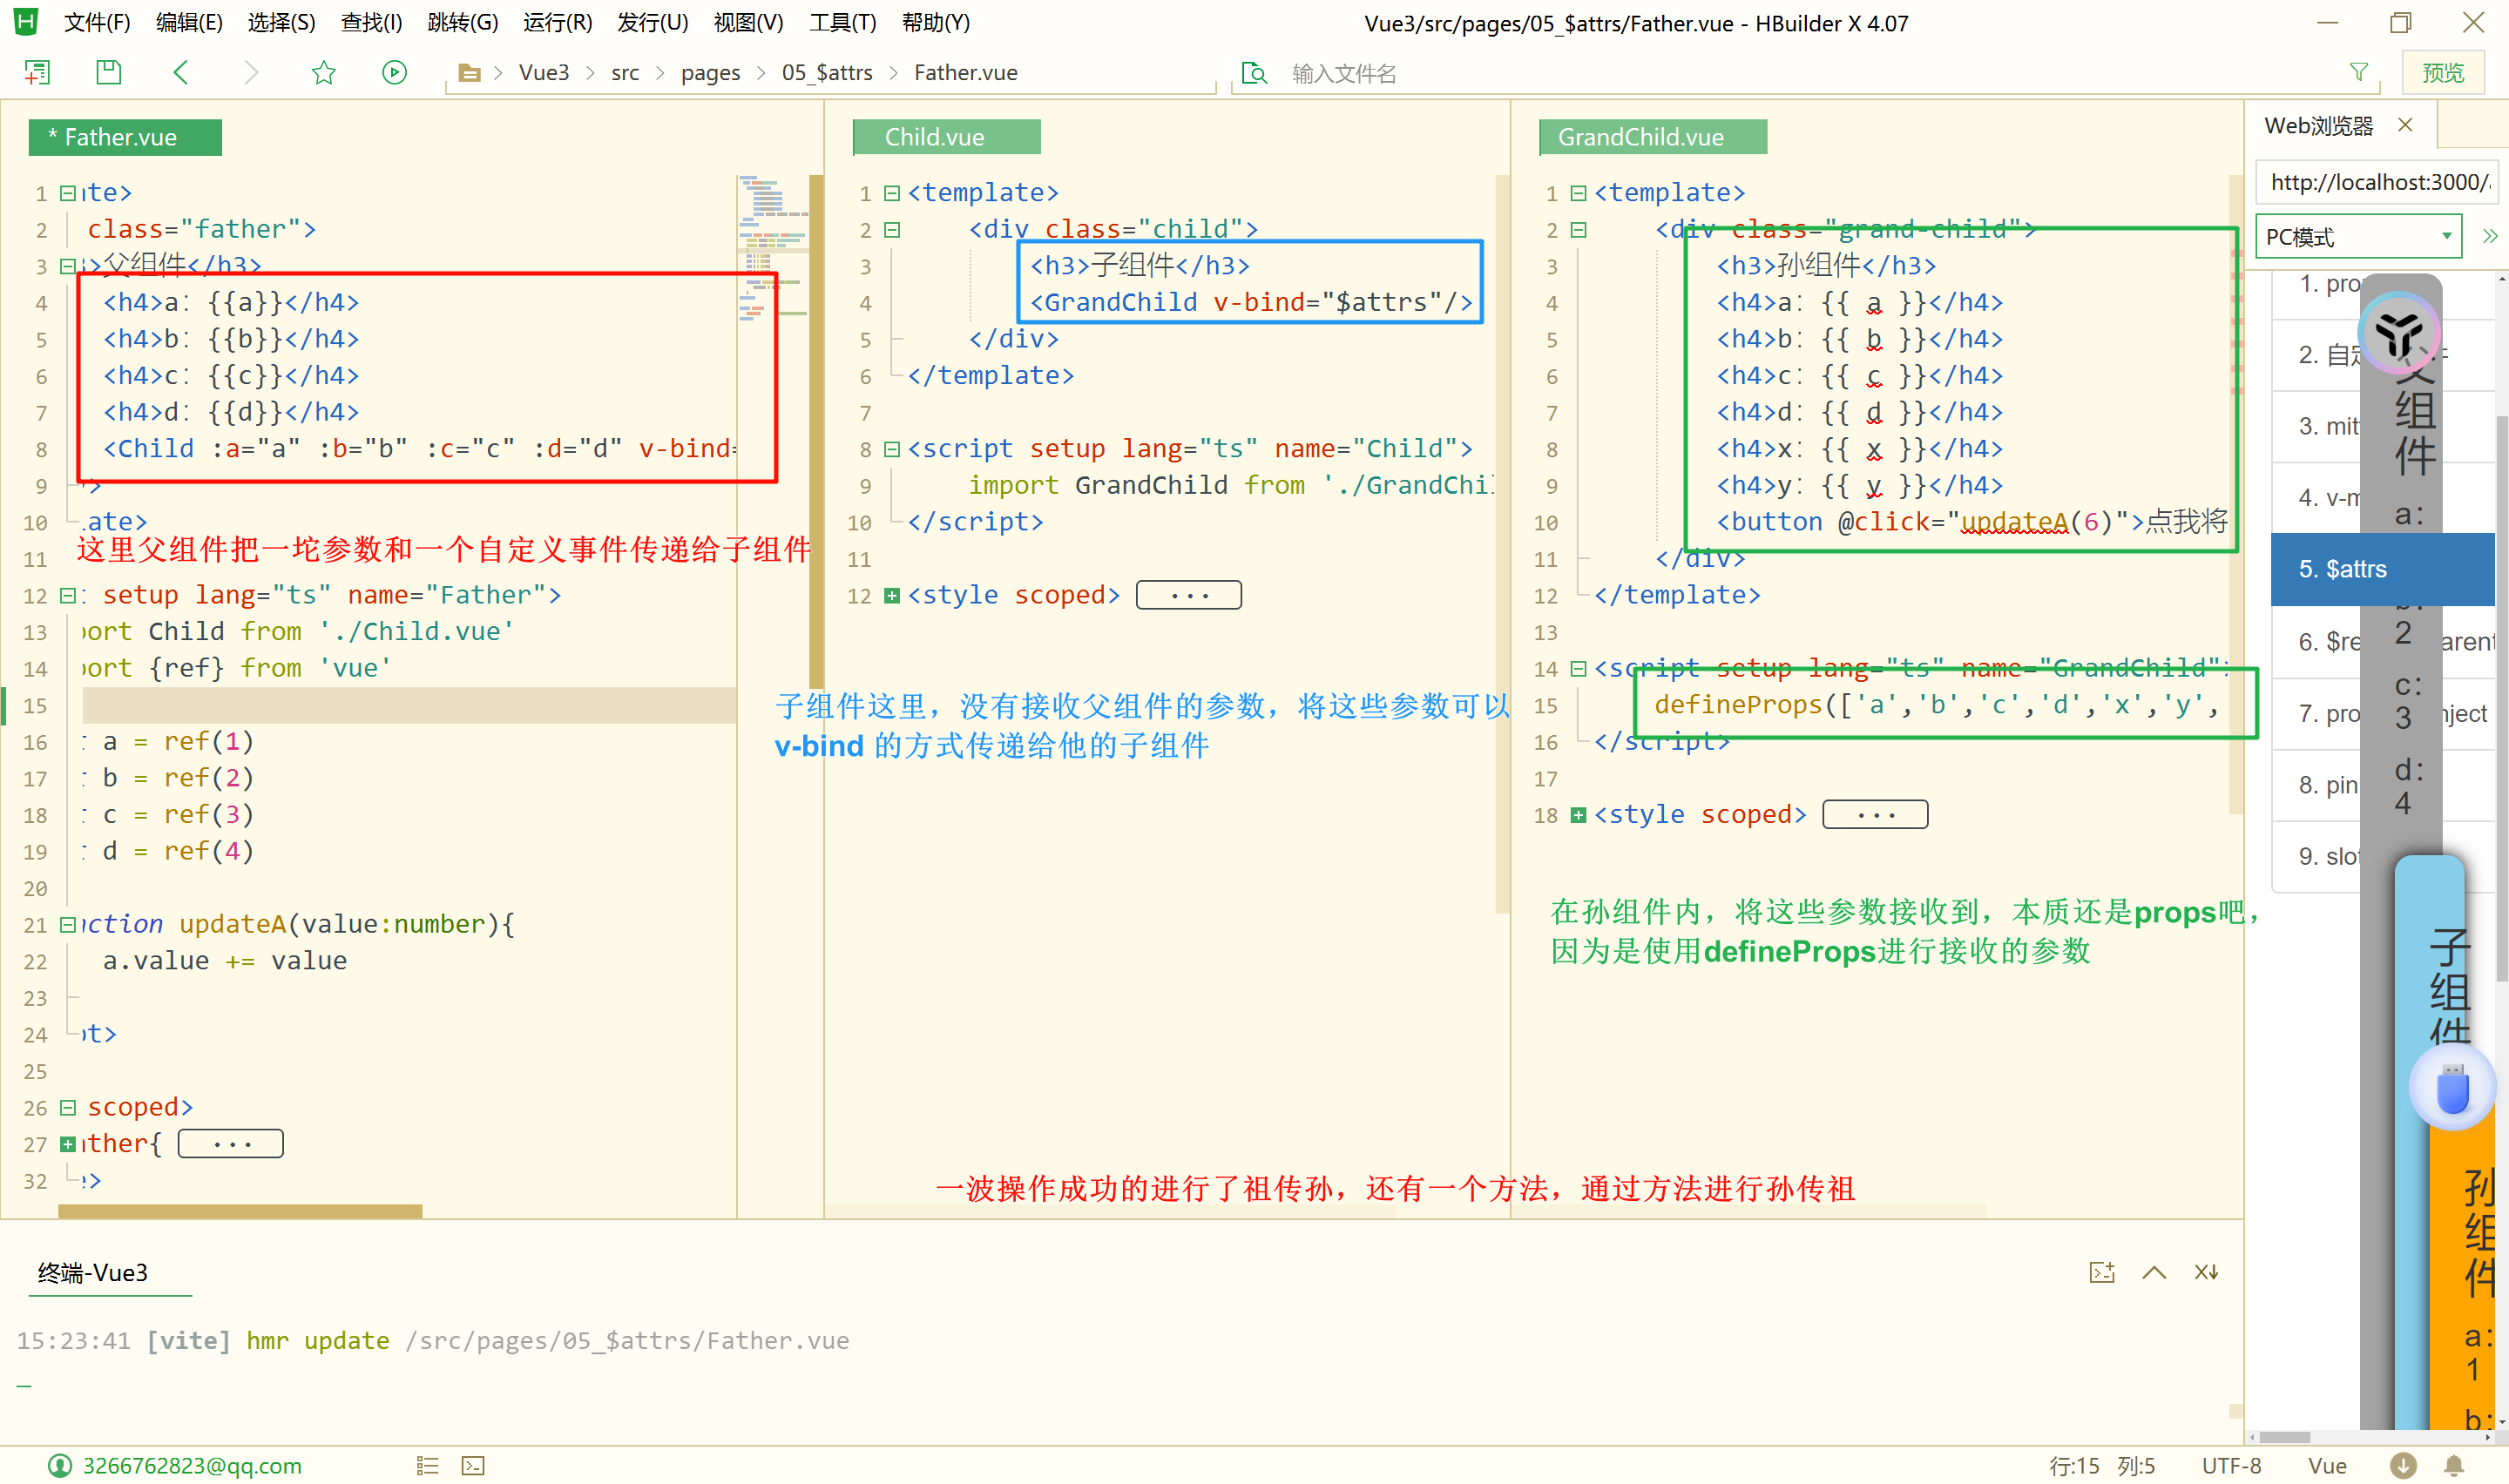 文件(F) 编辑(E) 选择(S) 查找(I) 跳转(G) 运行(R) 发行(U) 视图(V) 工具(T) 帮助(Y) Vue3/src/pages/05_$attrs/Father.vue - HBuilder X 4.07
Vue3 src pages 05_$attrs Father.vue 输入文件名 预览
* Father.vue
1 ate>
2 class="father">
3 >父组件</h3>
4 <h4>a: {{a}}</h4>
5 <h4>b: {{b}}</h4>
6 <h4>c: {{c}}</h4>
7 <h4>d: {{d}}</h4>
8 <Child :a="a" :b="b" :c="c" :d="d" v-bind=
9 >
10 ate>
11
这里父组件把一坨参数和一个自定义事件传递给子组件
12 setup lang="ts" name="Father">
13 port Child from './Child.vue'
14 port {ref} from 'vue'
15
16 a = ref(1)
17 b = ref(2)
18 c = ref(3)
19 d = ref(4)
20
21 nction updateA(value:number){
22 a.value += value
23
24 pt>
25
26 scoped>
27 ather{ ...
32 e>
Child.vue
1 <template>
2 <div class="child">
3 <h3>子组件</h3>
4 <GrandChild v-bind="$attrs"/>
5 </div>
6 </template>
7
8 <script setup lang="ts" name="Child">
9 import GrandChild from './GrandChi
10 </script>
11
12 <style scoped> ...
子组件这里，没有接收父组件的参数，将这些参数可以
v-bind 的方式传递给他的子组件
GrandChild.vue
1 <template>
2 <div class="grand-child">
3 <h3>孙组件</h3>
4 <h4>a: {{ a }}</h4>
5 <h4>b: {{ b }}</h4>
6 <h4>c: {{ c }}</h4>
7 <h4>d: {{ d }}</h4>
8 <h4>x: {{ x }}</h4>
9 <h4>y: {{ y }}</h4>
10 <button @click="updateA(6)">点我将
11 </div>
12 </template>
13
14 <script setup lang="ts" name="GrandChild">
15 defineProps(['a','b','c','d','x','y',
16 </script>
17
18 <style scoped> ...
在孙组件内，将这些参数接收到，本质还是props吧，
因为是使用defineProps进行接收的参数
一波操作成功的进行了祖传孙，还有一个方法，通过方法进行孙传祖
Web浏览器
http://localhost:3000/
PC模式
1. pro
2. 自定
3. mit
4. v-m
5. $attrs
6. $re arent
7. pro nject
8. pin
9. slot
父组件
a:
b:
2
c:
3
d:
4
子组件
孙组件
a:
1
b:
终端-Vue3
15:23:41 [vite] hmr update /src/pages/05_$attrs/Father.vue
3266762823@qq.com 行:15 列:5 UTF-8 Vue